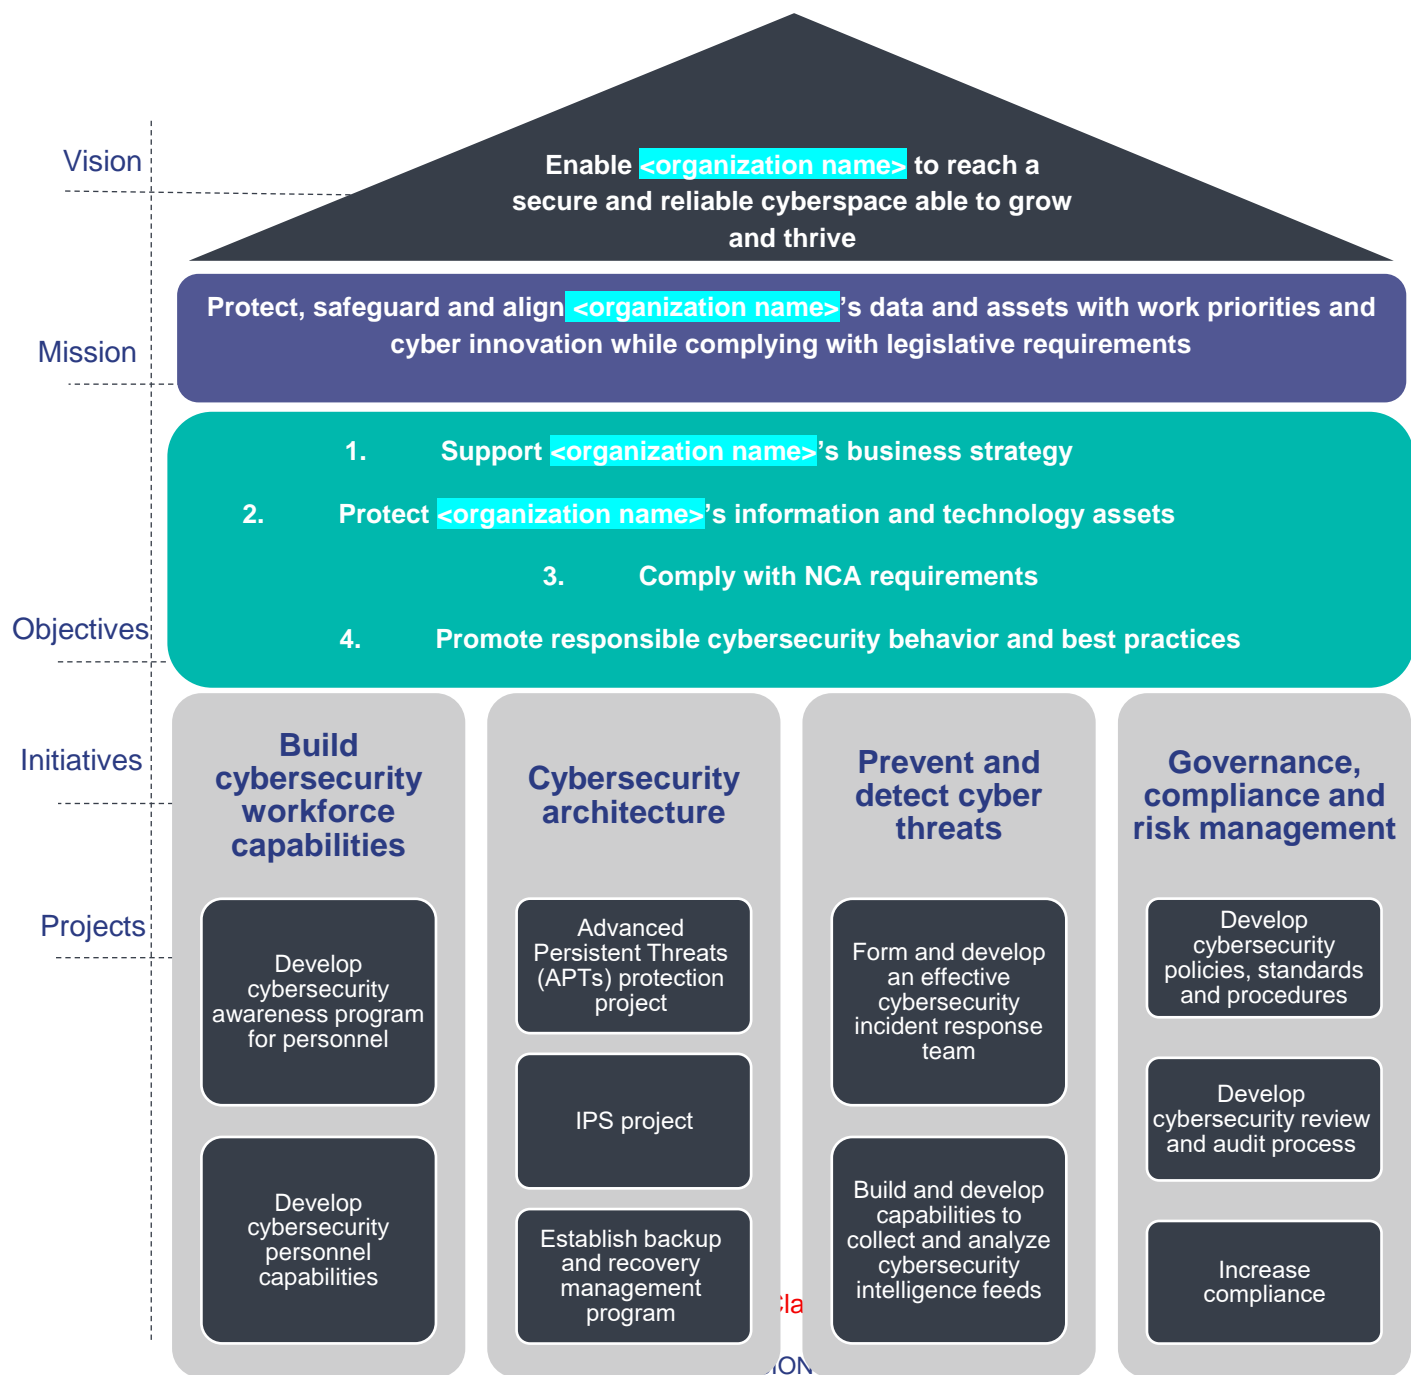 Vision
Enable <organization name> to reach a
secure and reliable cyberspace able to grow
and thrive
Mission
Protect, safeguard and align <organization name>'s data and assets with work priorities and
cyber innovation while complying with legislative requirements
Objectives
1. Support <organization name>'s business strategy
2. Protect <organization name>'s information and technology assets
3. Comply with NCA requirements
4. Promote responsible cybersecurity behavior and best practices
Initiatives
Build
cybersecurity
workforce
capabilities
Cybersecurity
architecture
Prevent and
detect cyber
threats
Governance,
compliance and
risk management
Projects
Develop
cybersecurity
awareness program
for personnel
Develop
cybersecurity
personnel
capabilities
Advanced
Persistent Threats
(APTs) protection
project
IPS project
Establish backup
and recovery
management
program
Form and develop
an effective
cybersecurity
incident response
team
Build and develop
capabilities to
collect and analyze
cybersecurity
intelligence feeds
Develop
cybersecurity
policies, standards
and procedures
Develop
cybersecurity review
and audit process
Increase
compliance